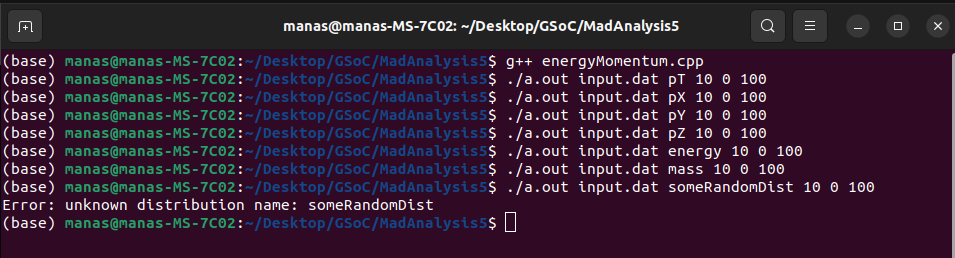 manas@manas-MS-7C02: ~/Desktop/GSoC/MadAnalysis5
(base) manas@manas-MS-7C02:~/Desktop/GSoC/MadAnalysis5$ g++ energyMomentum.cpp
(base) manas@manas-MS-7C02:~/Desktop/GSoC/MadAnalysis5$ ./a.out input.dat pT 10 0 100
(base) manas@manas-MS-7C02:~/Desktop/GSoC/MadAnalysis5$ ./a.out input.dat pX 10 0 100
(base) manas@manas-MS-7C02:~/Desktop/GSoC/MadAnalysis5$ ./a.out input.dat pY 10 0 100
(base) manas@manas-MS-7C02:~/Desktop/GSoC/MadAnalysis5$ ./a.out input.dat pZ 10 0 100
(base) manas@manas-MS-7C02:~/Desktop/GSoC/MadAnalysis5$ ./a.out input.dat energy 10 0 100
(base) manas@manas-MS-7C02:~/Desktop/GSoC/MadAnalysis5$ ./a.out input.dat mass 10 0 100
(base) manas@manas-MS-7C02:~/Desktop/GSoC/MadAnalysis5$ ./a.out input.dat someRandomDist 10 0 100
Error: unknown distribution name: someRandomDist
(base) manas@manas-MS-7C02:~/Desktop/GSoC/MadAnalysis5$